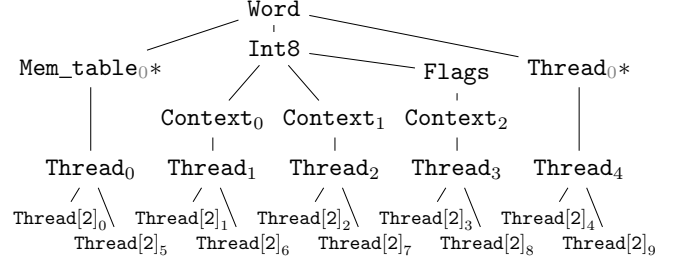 Word
Int8
Mem_table₀* Flags Thread₀*
Context₀ Context₁ Context₂
Thread₀ Thread₁ Thread₂ Thread₃ Thread₄
Thread[2]₀ Thread[2]₁ Thread[2]₂ Thread[2]₃ Thread[2]₄
Thread[2]₅ Thread[2]₆ Thread[2]₇ Thread[2]₈ Thread[2]₉